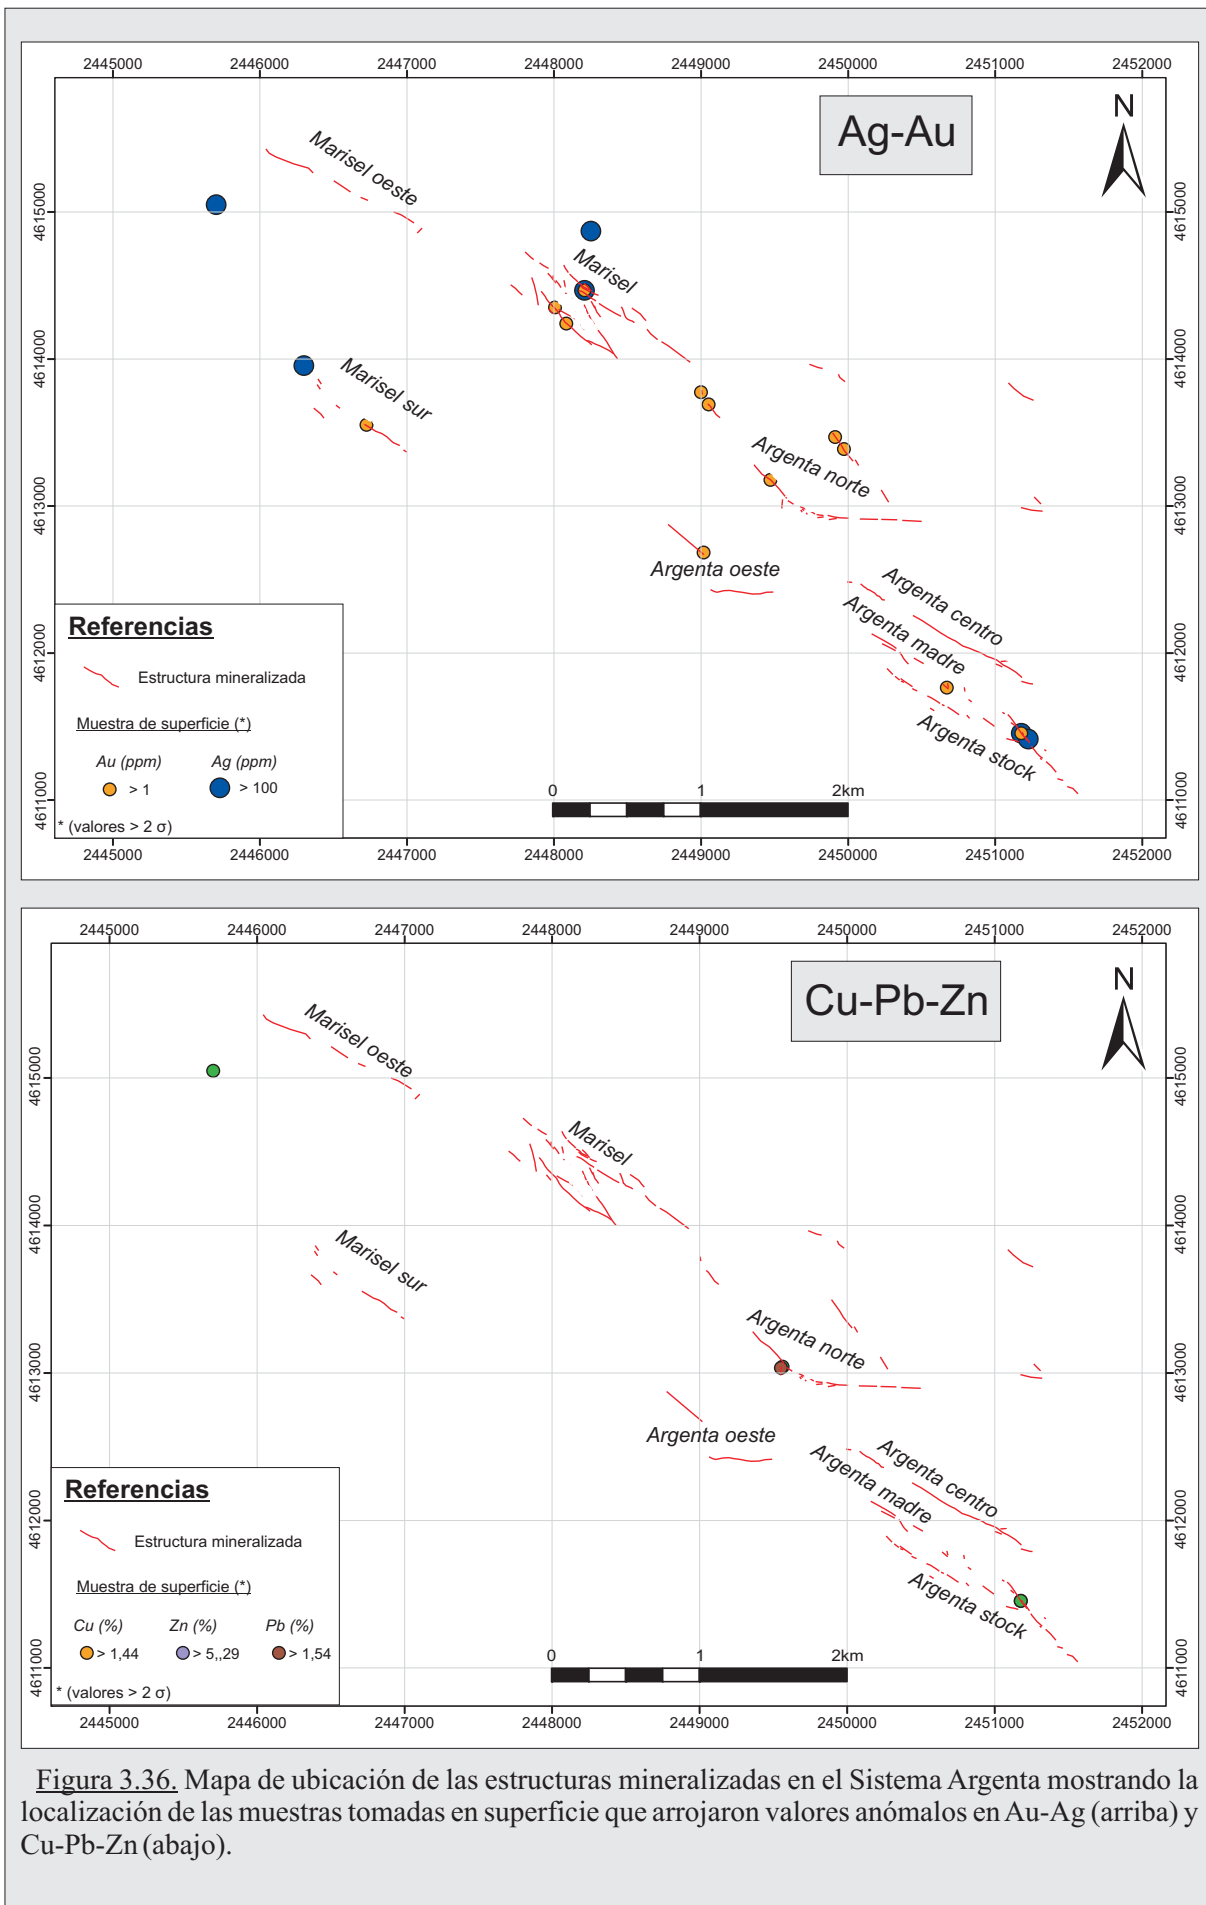 2445000 2446000 2447000 2448000 2449000 2450000 2451000 2452000
Ag-Au
N
Marisel oeste
4615000 4615000
Marisel
4614000 4614000
Marisel sur
Argenta norte
4613000 4613000
Argenta oeste
Argenta centro
Argenta madre
4612000 4612000
Argenta stock
4611000 4611000
Referencias
Estructura mineralizada
Muestra de superficie (*)
Au (ppm) Ag (ppm)
> 1 > 100
* (valores > 2 σ)
0 1 2km
2445000 2446000 2447000 2448000 2449000 2450000 2451000 2452000
2445000 2446000 2447000 2448000 2449000 2450000 2451000 2452000
Cu-Pb-Zn
N
Marisel oeste
4615000 4615000
Marisel
4614000 4614000
Marisel sur
Argenta norte
4613000 4613000
Argenta oeste
Argenta centro
Argenta madre
4612000 4612000
Argenta stock
4611000 4611000
Referencias
Estructura mineralizada
Muestra de superficie (*)
Cu (%) Zn (%) Pb (%)
> 1,44 > 5,,29 > 1,54
* (valores > 2 σ)
0 1 2km
2445000 2446000 2447000 2448000 2449000 2450000 2451000 2452000
Figura 3.36. Mapa de ubicación de las estructuras mineralizadas en el Sistema Argenta mostrando la
localización de las muestras tomadas en superficie que arrojaron valores anómalos en Au-Ag (arriba) y
Cu-Pb-Zn (abajo).